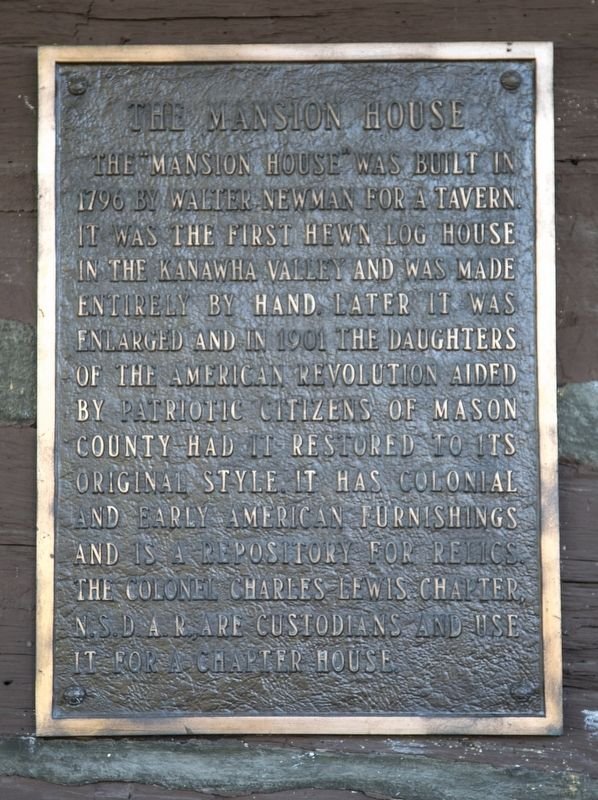 THE MANSION HOUSE
THE "MANSION HOUSE" WAS BUILT IN
1796 BY WALTER NEWMAN FOR A TAVERN.
IT WAS THE FIRST HEWN LOG HOUSE
IN THE KANAWHA VALLEY AND WAS MADE
ENTIRELY BY HAND. LATER IT WAS
ENLARGED AND IN 1901 THE DAUGHTERS
OF THE AMERICAN REVOLUTION AIDED
BY PATRIOTIC CITIZENS OF MASON
COUNTY HAD IT RESTORED TO ITS
ORIGINAL STYLE. IT HAS COLONIAL
AND EARLY AMERICAN FURNISHINGS
AND IS A REPOSITORY FOR RELICS.
THE COLONEL CHARLES LEWIS CHAPTER,
N.S.D.A.R., ARE CUSTODIANS AND USE
IT FOR A CHAPTER HOUSE.